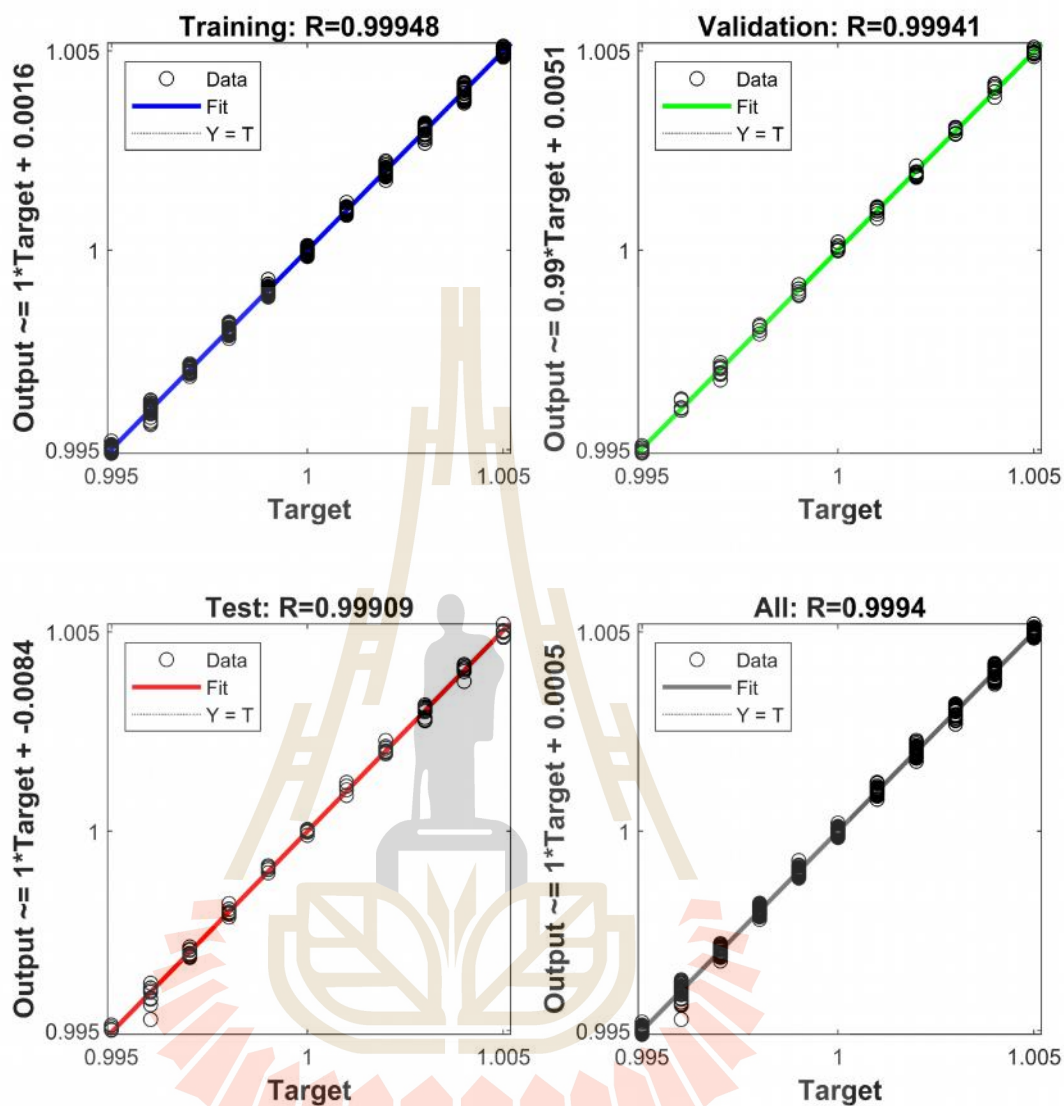 Training: R=0.99948
Output ~= 1*Target + 0.0016
1.005
1
0.995
Data
Fit
Y = T
0.995
1
1.005
Target
Validation: R=0.99941
Output ~= 0.99*Target + 0.0051
1.005
1
0.995
Data
Fit
Y = T
0.995
1
1.005
Target
Test: R=0.99909
Output ~= 1*Target + -0.0084
1.005
1
0.995
Data
Fit
Y = T
0.995
1
1.005
Target
All: R=0.9994
Output ~= 1*Target + 0.0005
1.005
1
0.995
Data
Fit
Y = T
0.995
1
1.005
Target